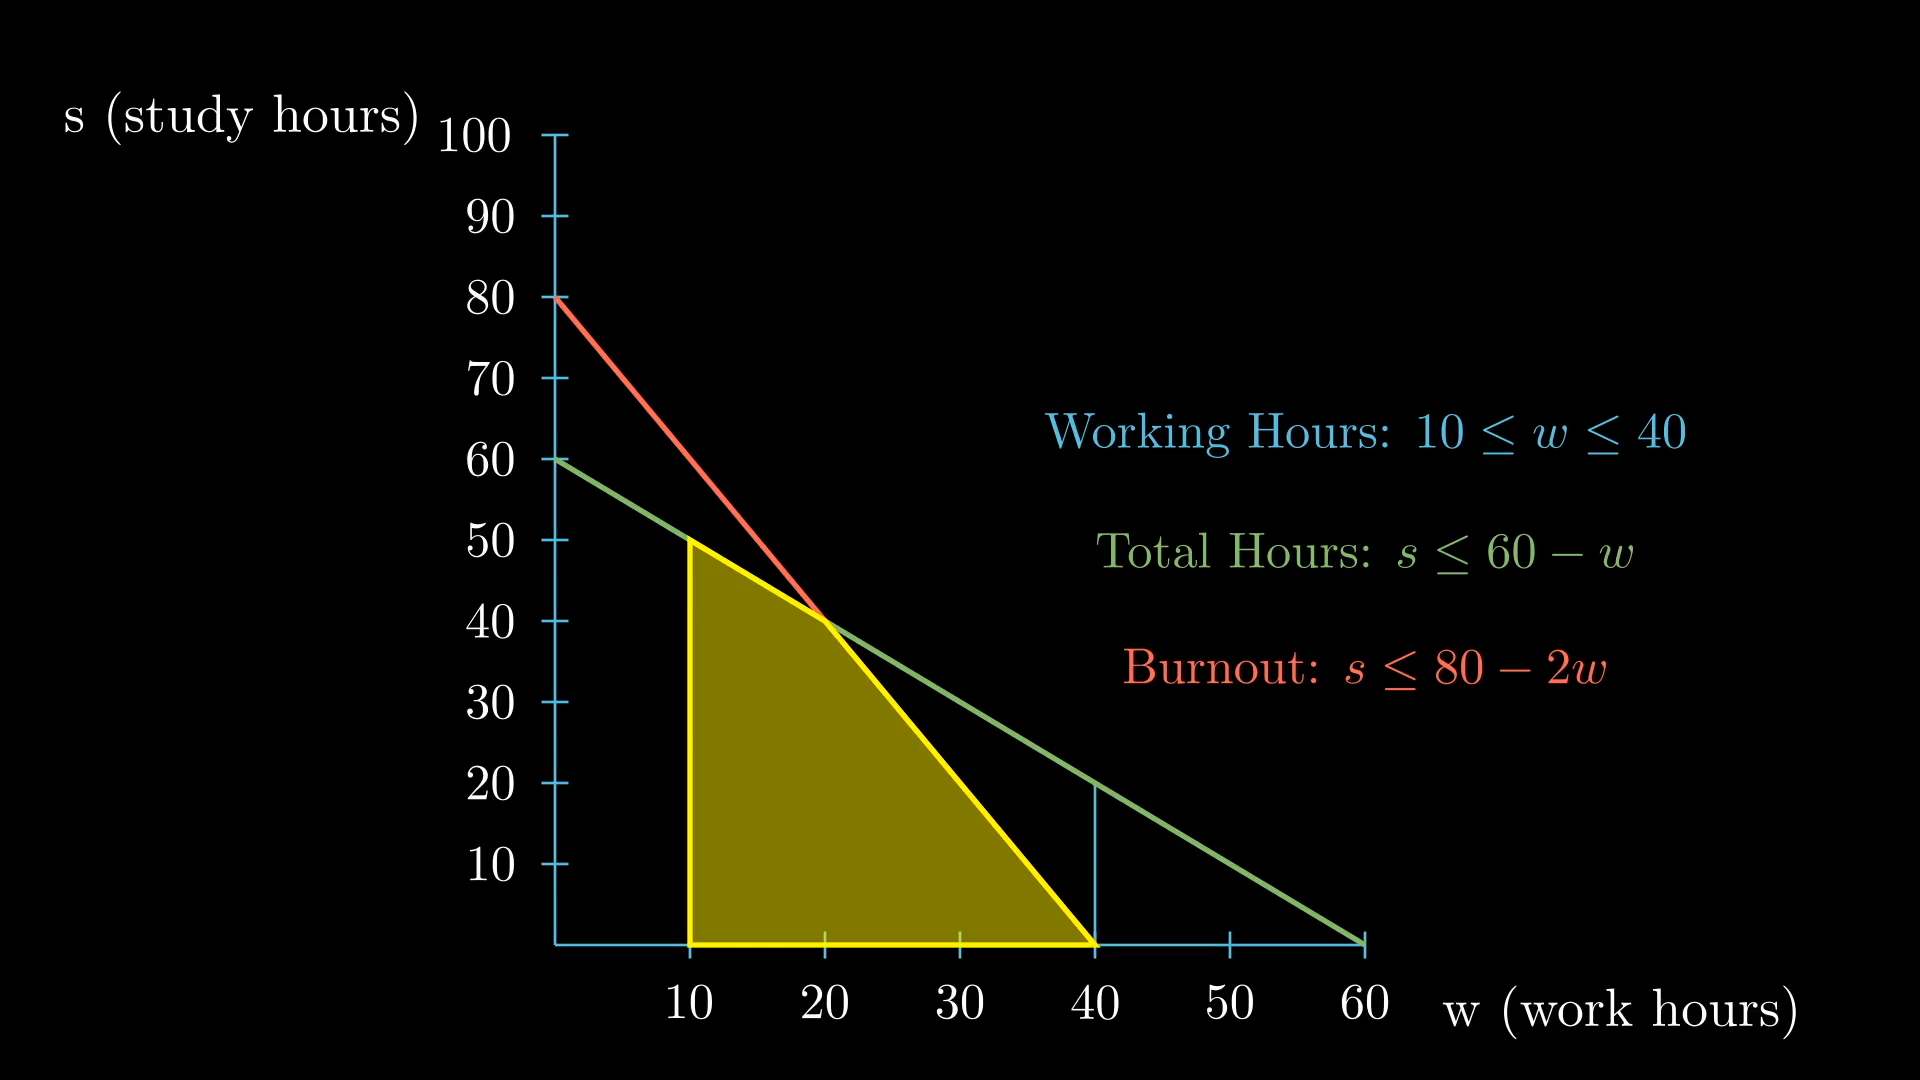 s (study hours)
100
90
80
70
60
50
40
30
20
10
Working Hours: 10 ≤ w ≤ 40
Total Hours: s ≤ 60 − w
Burnout: s ≤ 80 − 2w
10 20 30 40 50 60
w (work hours)